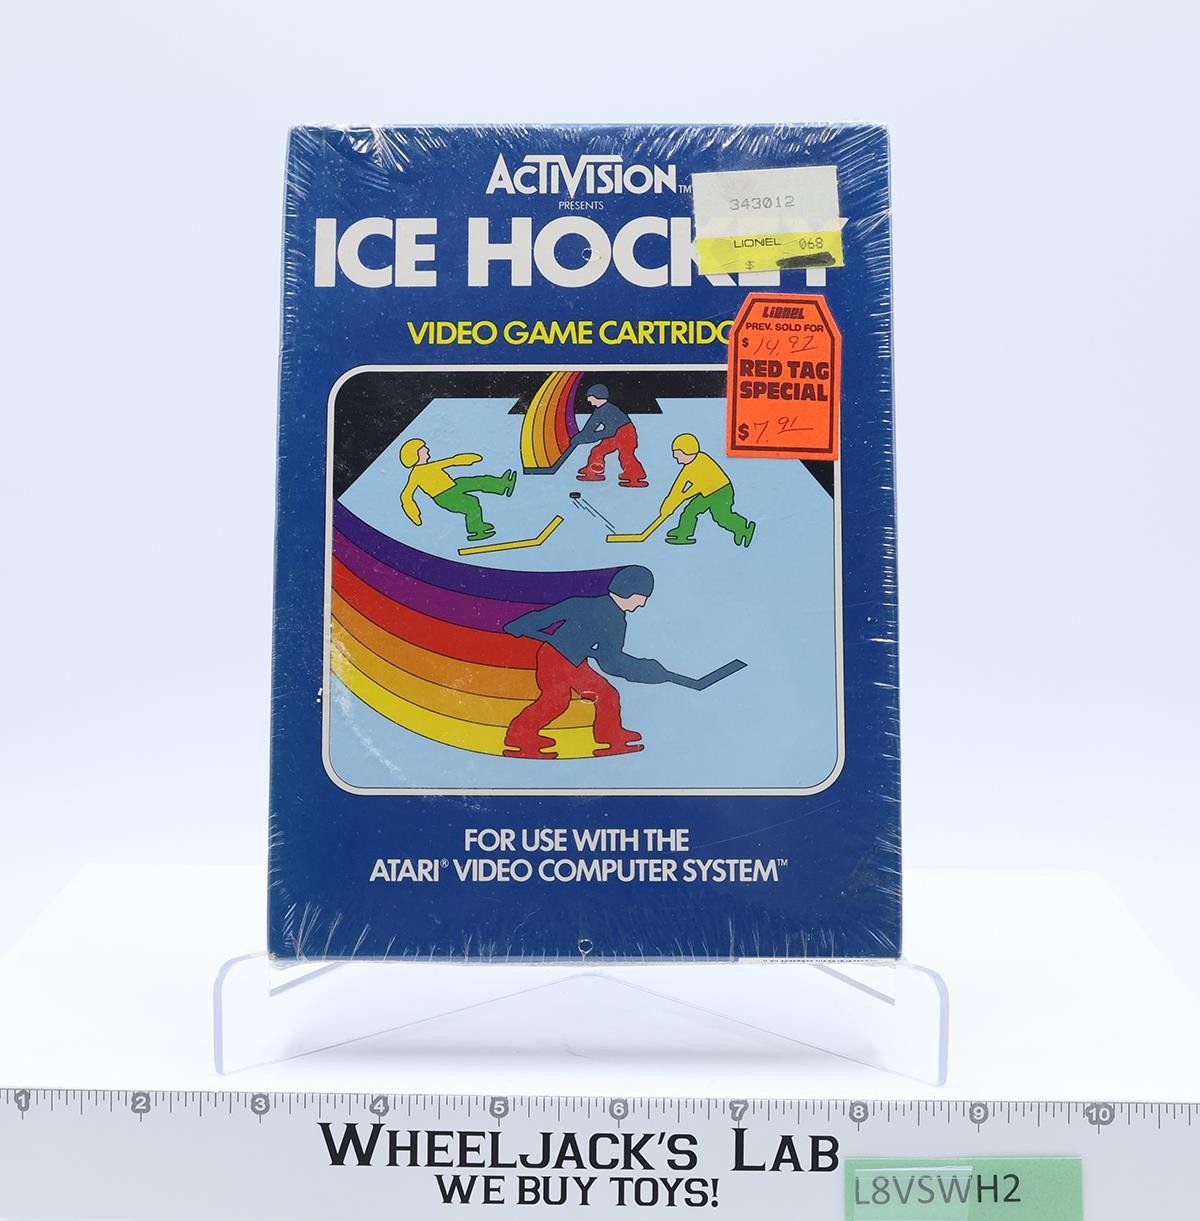 ACTIVISION™
PRESENTS
ICE HOCKEY
VIDEO GAME CARTRIDG
343012
LIONEL 068
$
LIONEL
PREV. SOLD FOR
$ 14.97
RED TAG
SPECIAL
$ 7.91
FOR USE WITH THE
ATARI® VIDEO COMPUTER SYSTEM™
1 2 3 4 5 6 7 8 9 10
WHEELJACK'S LAB
WE BUY TOYS!
L8VSWH2